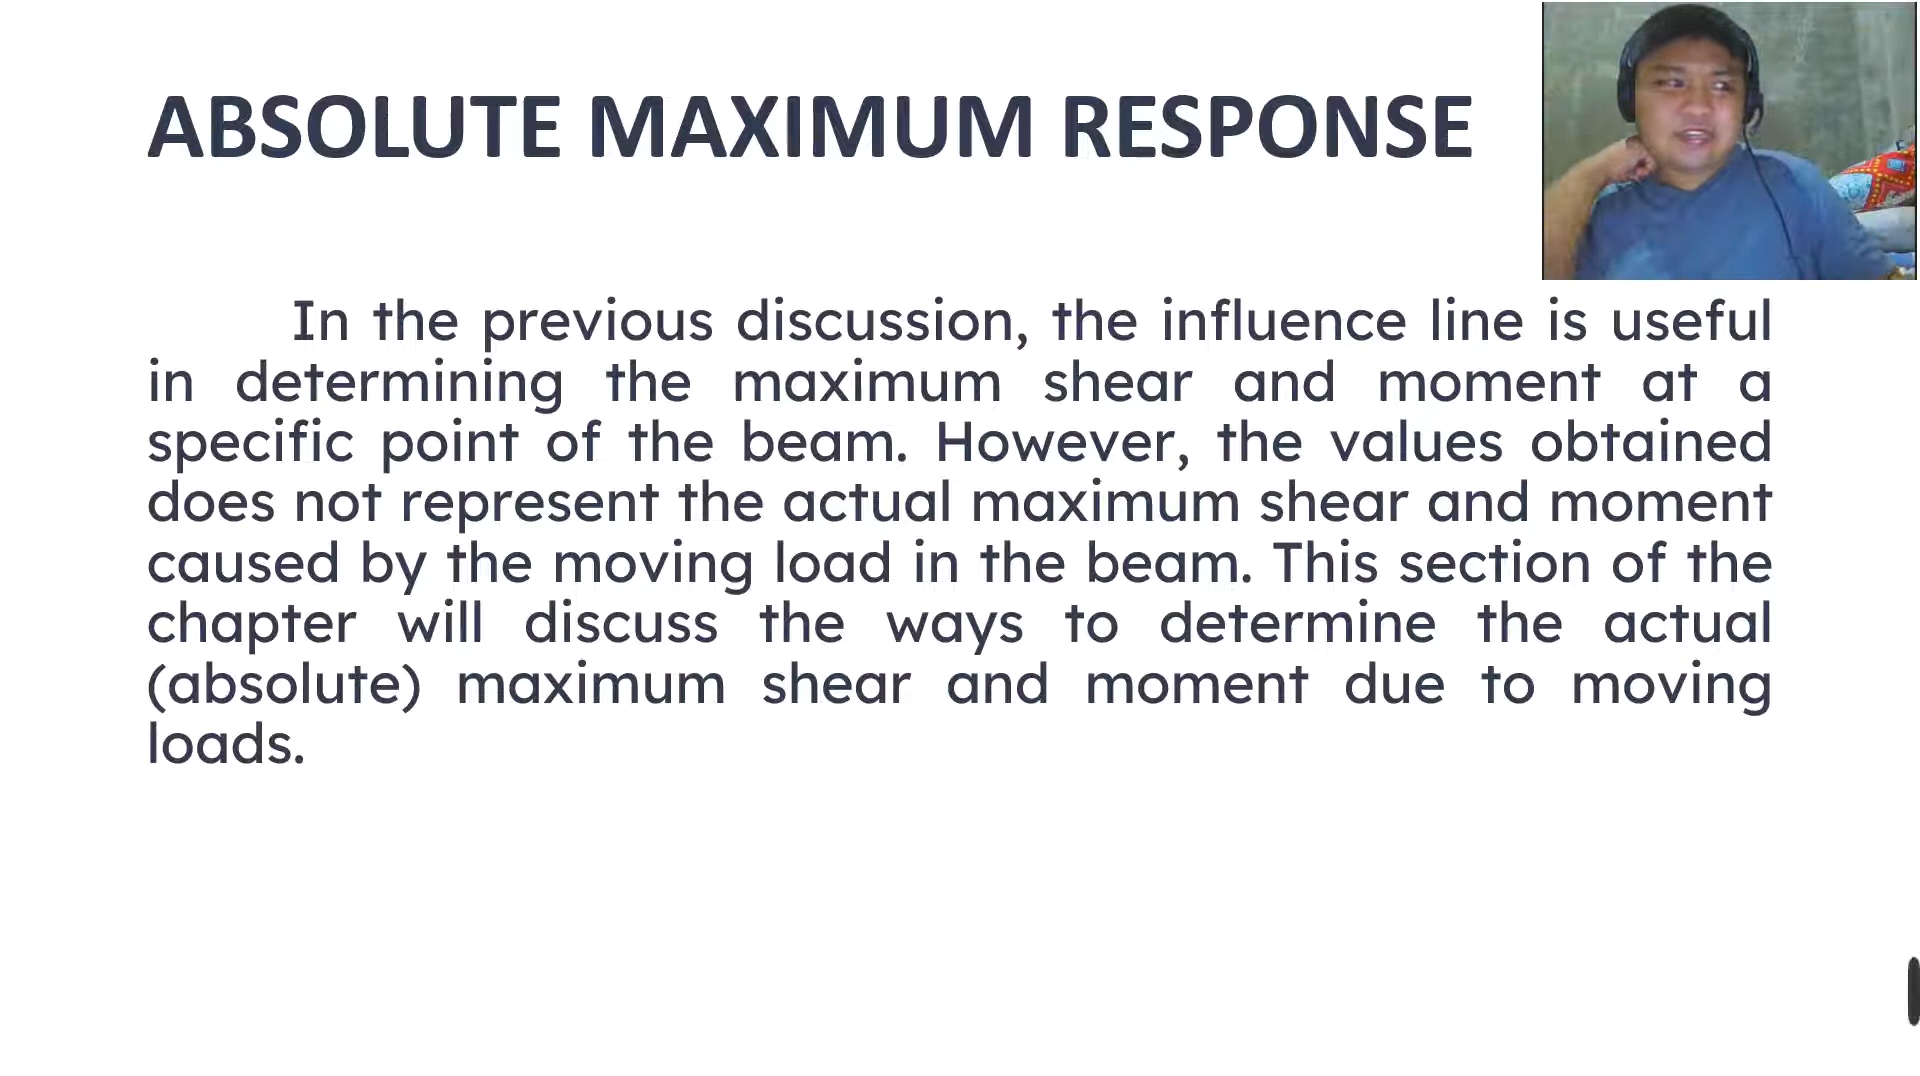 ABSOLUTE MAXIMUM RESPONSE
In the previous discussion, the influence line is useful
in determining the maximum shear and moment at a
specific point of the beam. However, the values obtained
does not represent the actual maximum shear and moment
caused by the moving load in the beam. This section of the
chapter will discuss the ways to determine the actual
(absolute) maximum shear and moment due to moving
loads.